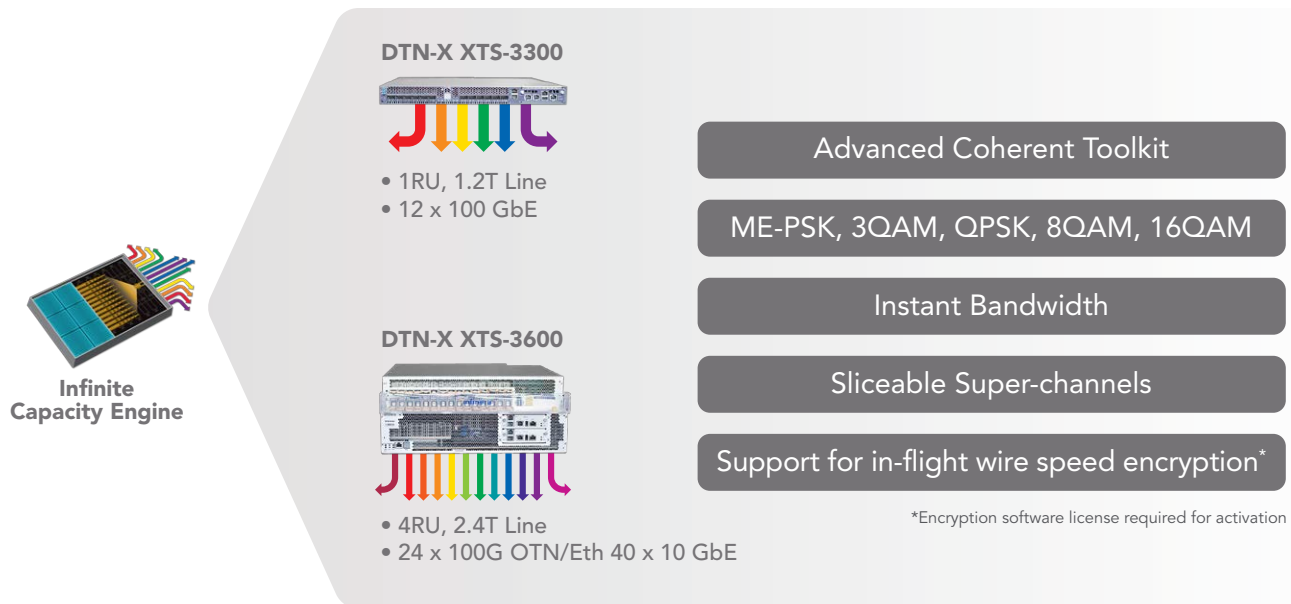 DTN-X XTS-3300
• 1RU, 1.2T Line
• 12 x 100 GbE
Infinite
Capacity Engine
DTN-X XTS-3600
• 4RU, 2.4T Line
• 24 x 100G OTN/Eth 40 x 10 GbE
Advanced Coherent Toolkit
ME-PSK, 3QAM, QPSK, 8QAM, 16QAM
Instant Bandwidth
Sliceable Super-channels
Support for in-flight wire speed encryption*
*Encryption software license required for activation